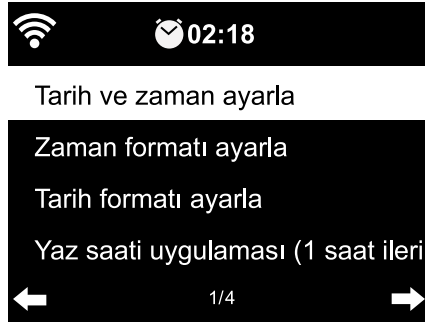 02:18
Tarih ve zaman ayarla
Zaman formatı ayarla
Tarih formatı ayarla
Yaz saati uygulaması (1 saat ileri
1/4